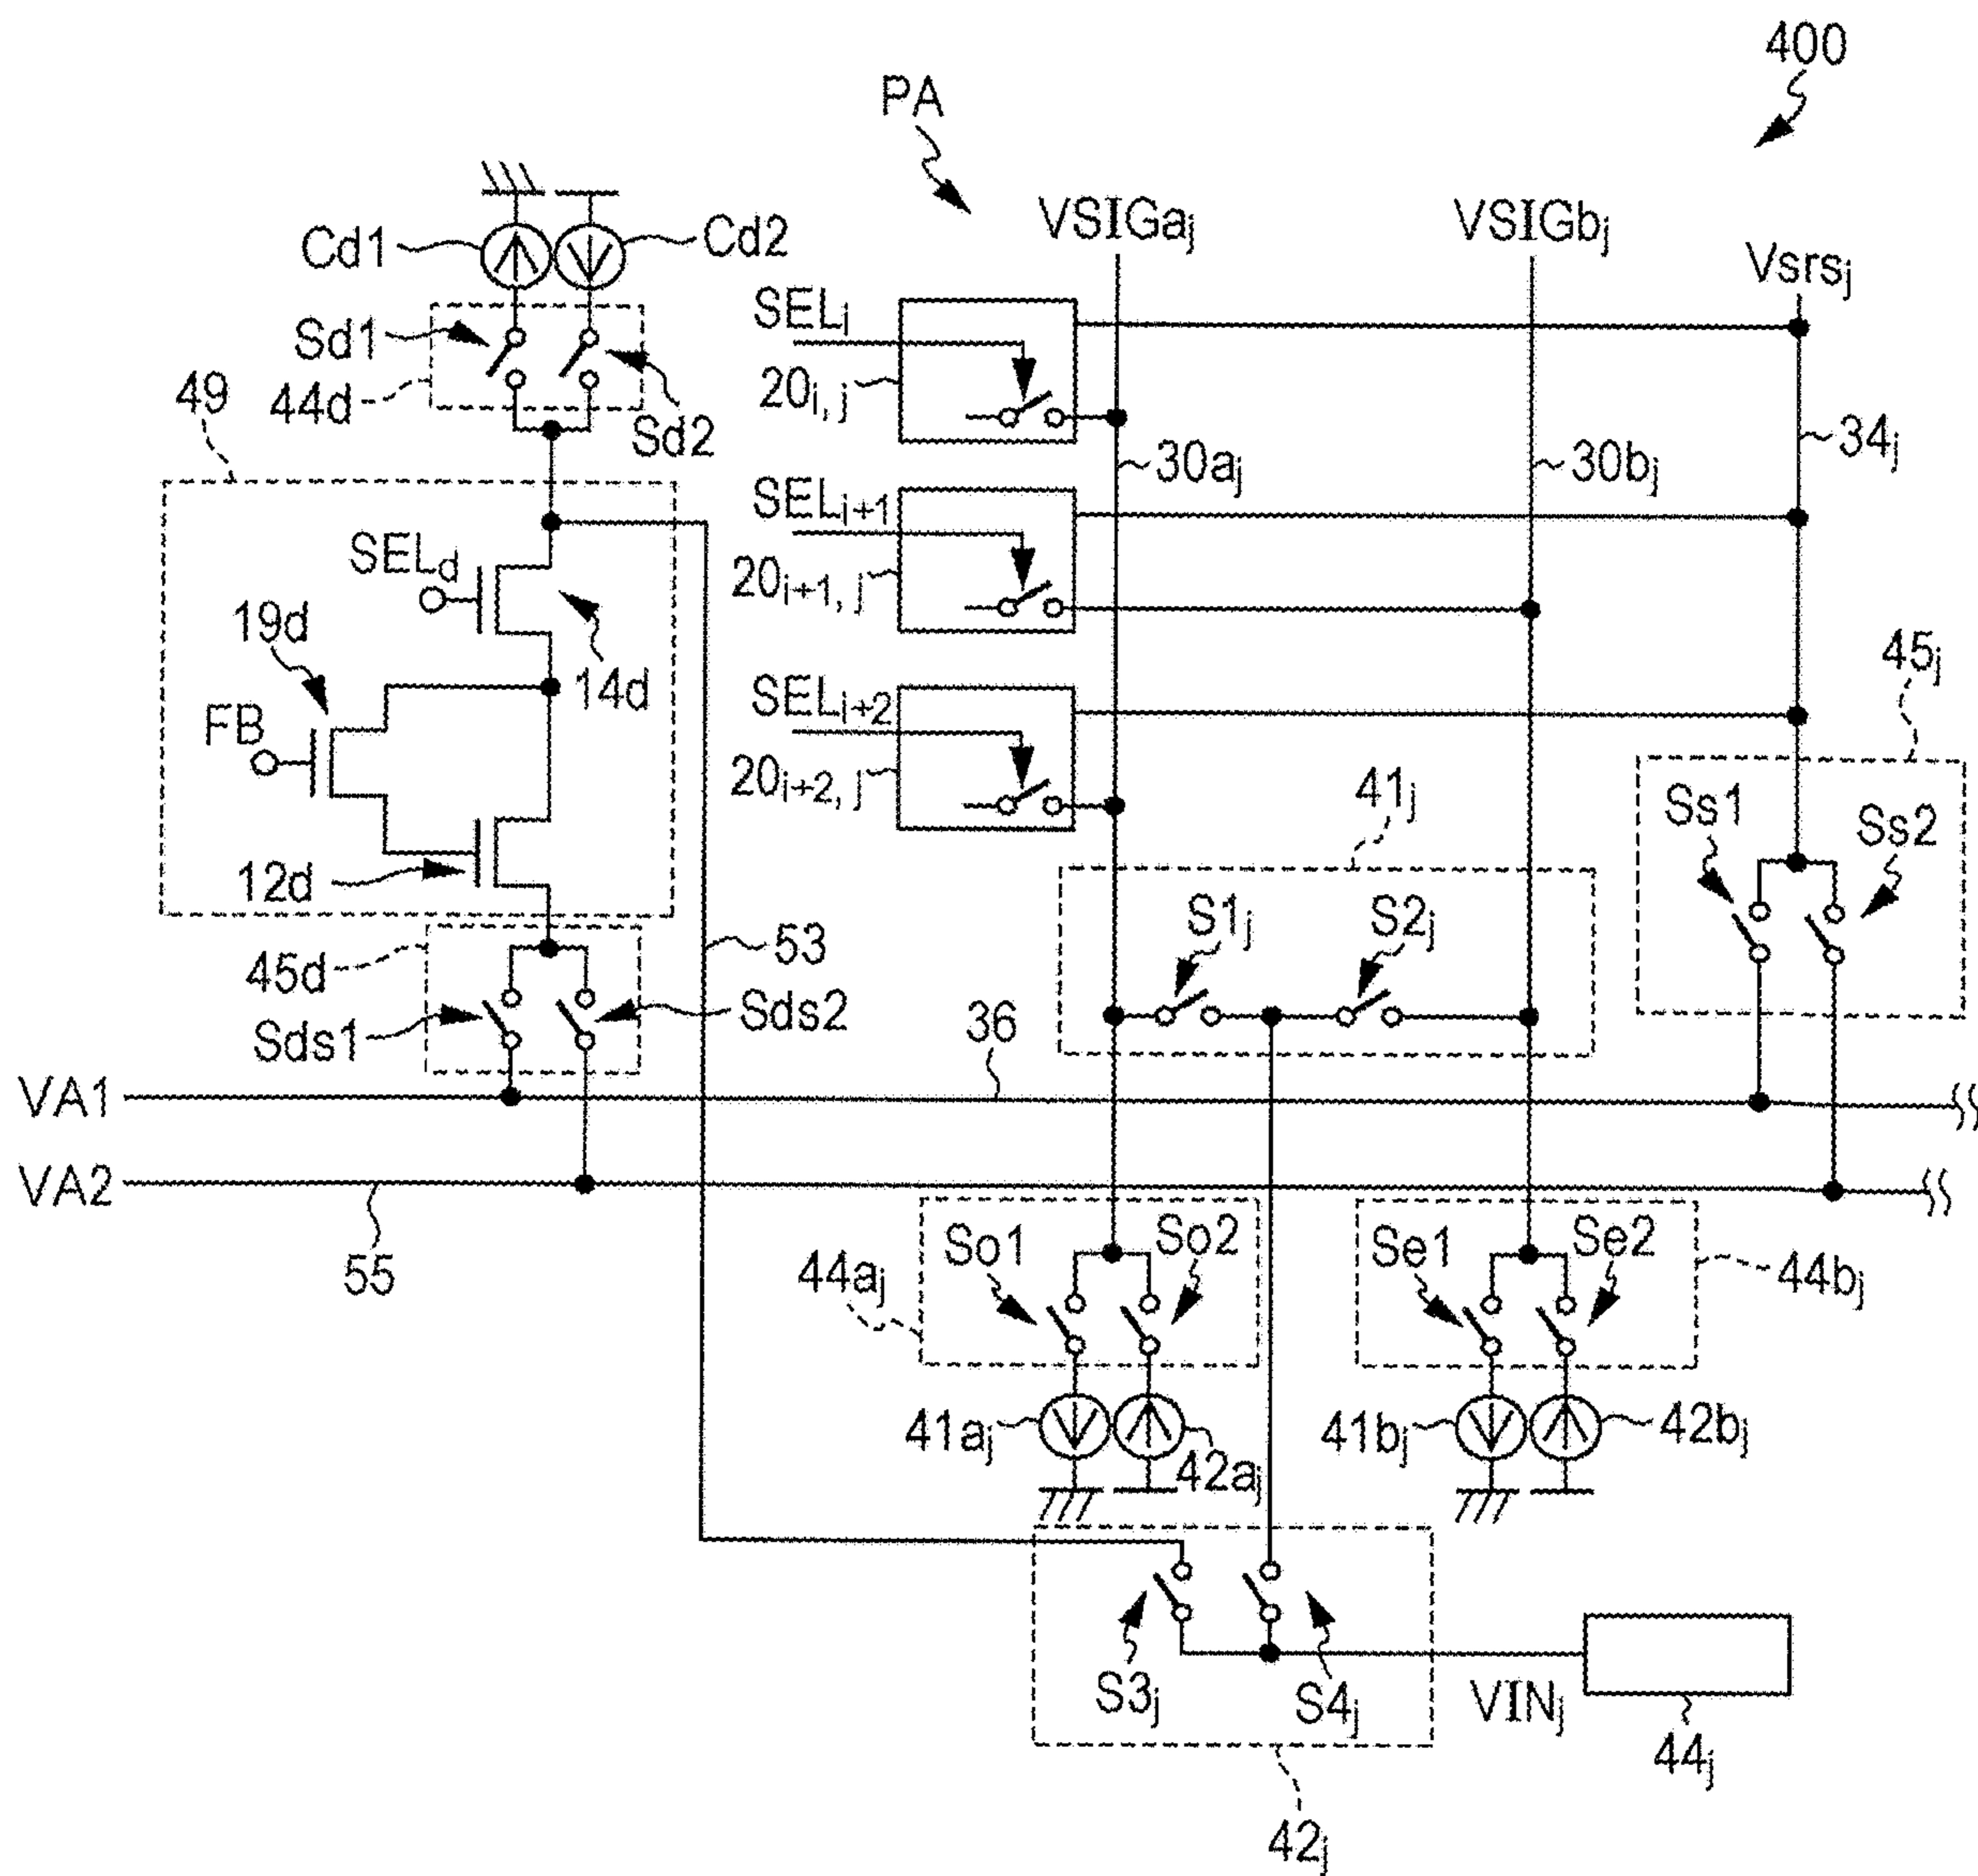 400
PA
VSIGaj
VSIGbj
Vsrsj
Cd1
Cd2
Sd1
44d
Sd2
49
SELi
20i, j
30aj
30bj
34j
SELi+1
20i+1, j
SELd
19d
14d
FB
12d
SELi+2
20i+2, j
45j
Ss1
Ss2
41j
S1j
S2j
45d
Sds1
Sds2
53
36
VA1
VA2
55
So1
So2
44aj
Se1
Se2
44bj
41aj
42aj
41bj
42bj
S3j
S4j
VINj
44j
42j